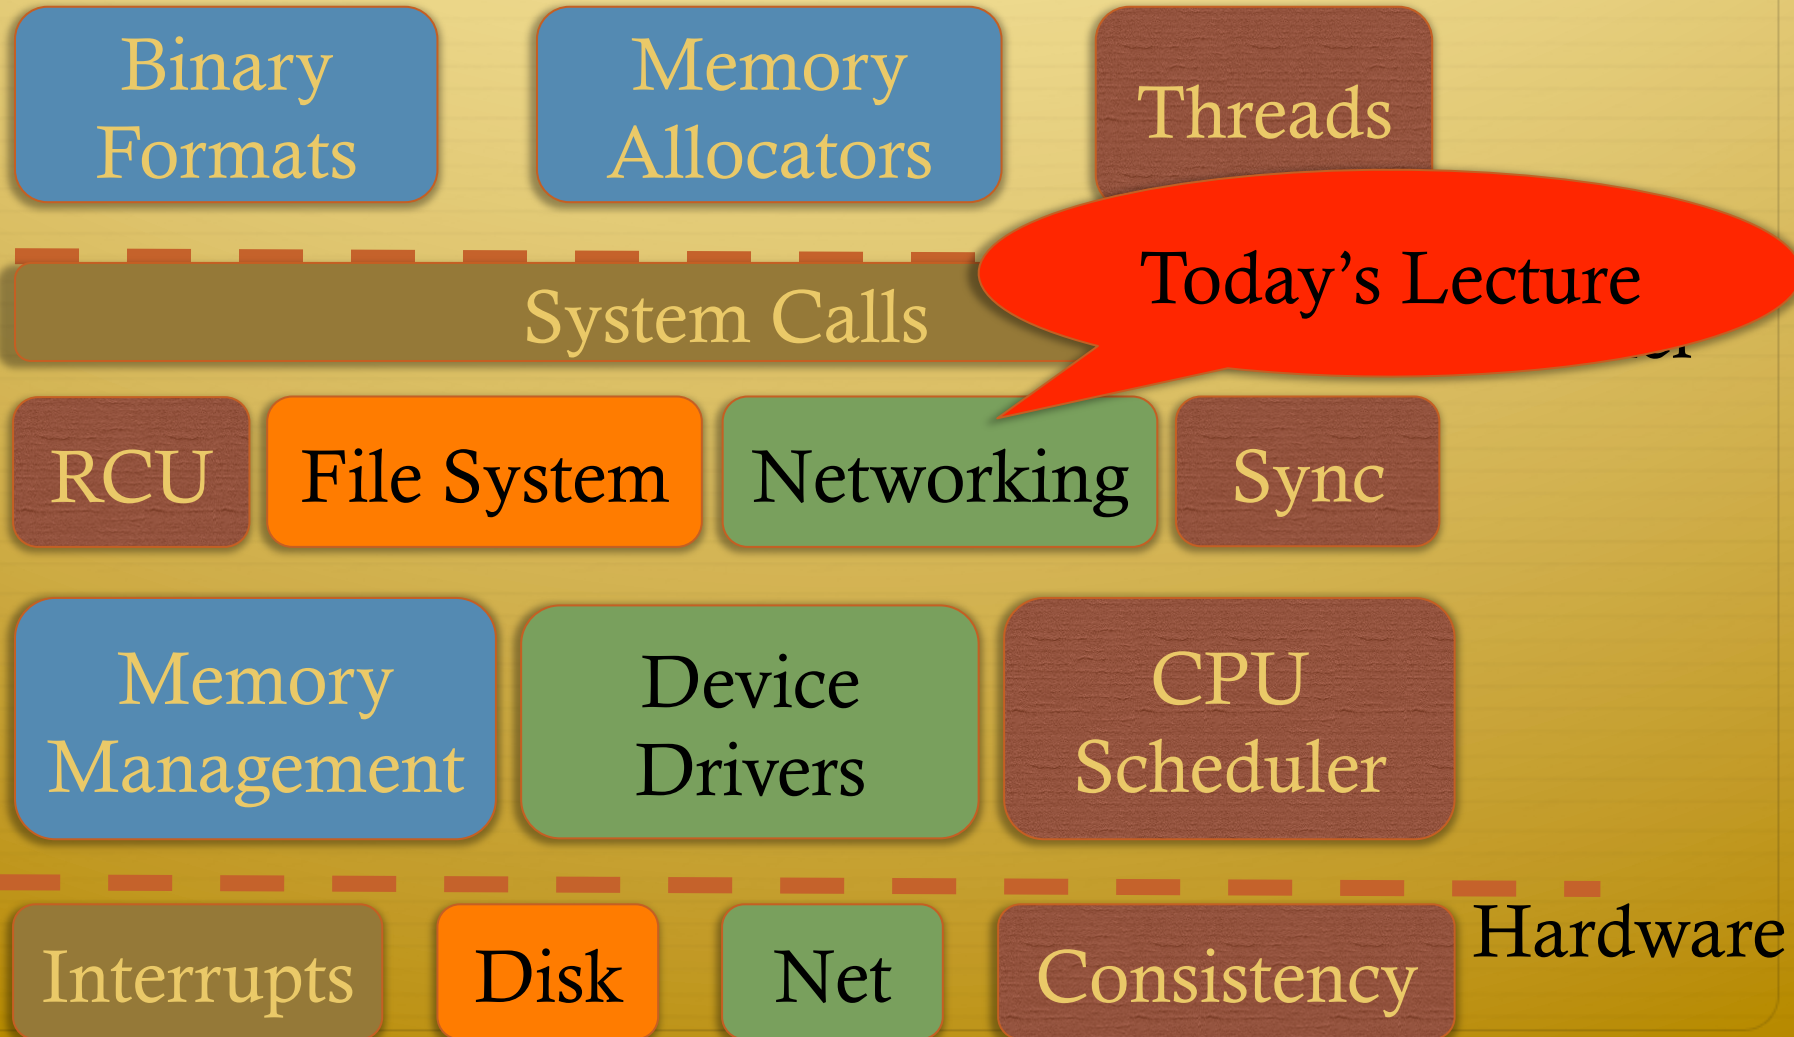 Binary
Formats
Memory
Allocators
Threads
Today’s Lecture
System Calls
RCU
File System
Networking
Sync
Memory
Management
Device
Drivers
CPU
Scheduler
Hardware
Interrupts
Disk
Net
Consistency